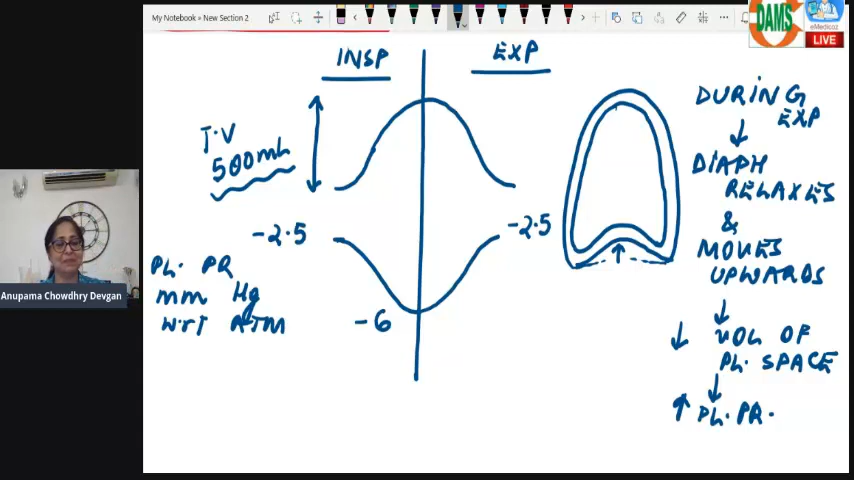 My Notebook » New Section 2
DAMS
eMedicoz
LIVE
INSP
EXP
T.V
500ml
-2.5
-2.5
-6
PL. PR
mm Hg
w.r.t ATM
Anupama Chowdhry Devgan
DURING
EXP
↓
DIAPH
RELAXES
&
MOVES
UPWARDS
↓
↓ VOL OF
PL. SPACE
↓
↑ PL. PR.